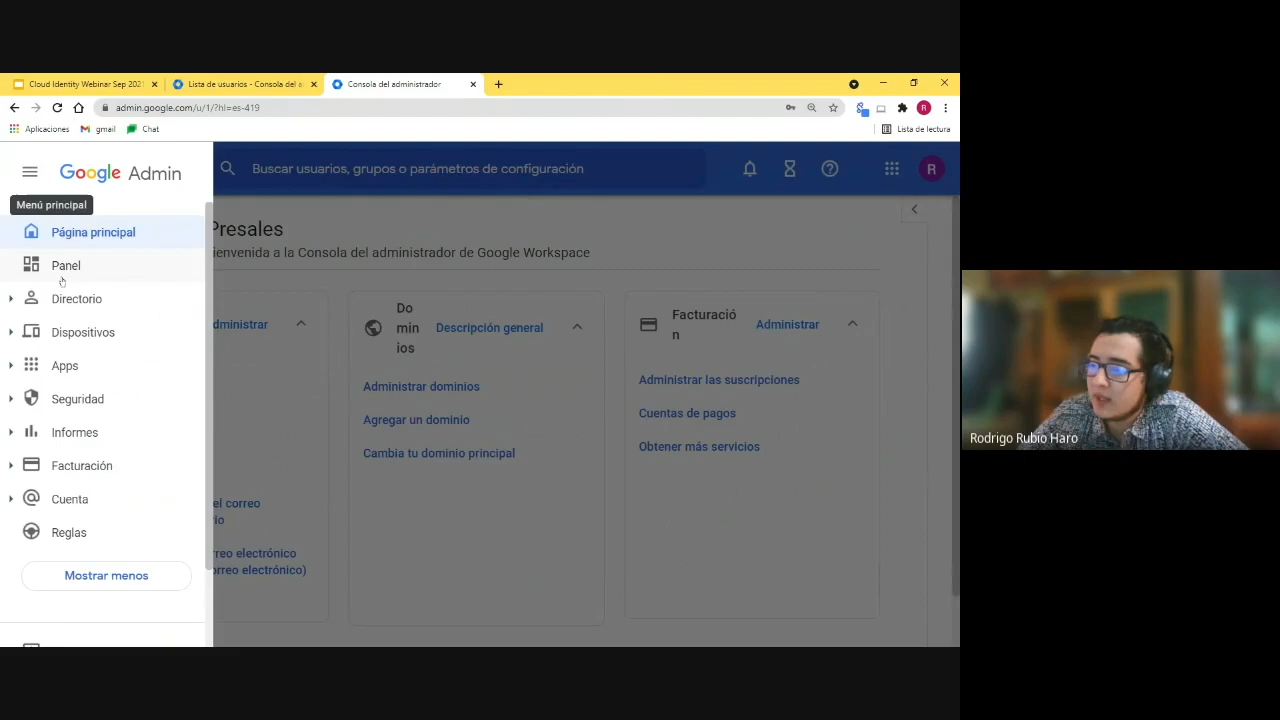 Cloud Identity Webinar Sep 202
Lista de usuarios - Consola del a
Consola del administrador
admin.google.com/u/1/?hl=es-419
Aplicaciones
gmail
Chat
Lista de lectura
Google Admin
Buscar usuarios, grupos o parámetros de configuración
R
Menú principal
Página principal
Panel
Directorio
Dispositivos
Apps
Seguridad
Informes
Facturación
Cuenta
Reglas
Mostrar menos
Presales
ienvenida a la Consola del administrador de Google Workspace
dministrar
el correo
rio
rreo electrónico
orreo electrónico)
Do
min
ios
Descripción general
Administrar dominios
Agregar un dominio
Cambia tu dominio principal
Facturació
n
Administrar
Administrar las suscripciones
Cuentas de pagos
Obtener más servicios
Rodrigo Rubio Haro